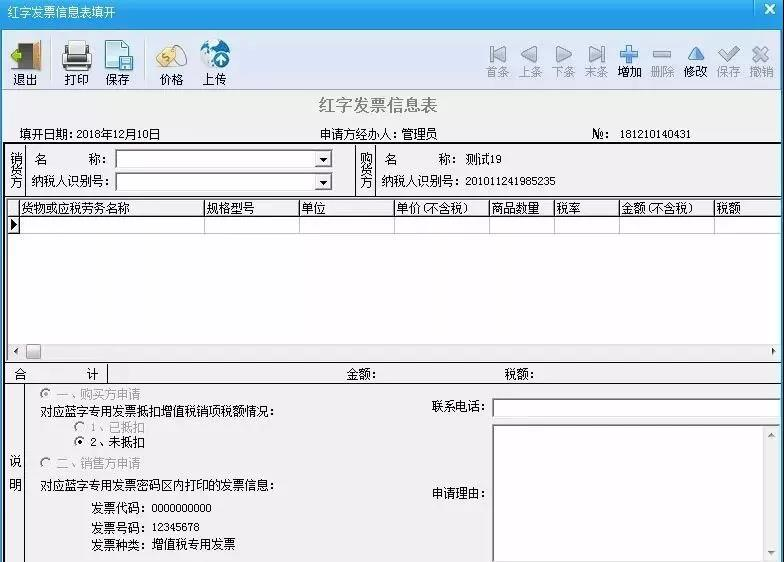 红字发票信息表填开
退出 打印 保存 价格 上传 首条 上条 下条 末条 增加 删除 修改 保存 撤销
红字发票信息表
填开日期：2018年12月10日 申请方经办人：管理员 №： 181210140431
销货方 名 称： 购货方 名 称： 测试19
纳税人识别号： 纳税人识别号：201011241985235
货物或应税劳务名称 规格型号 单位 单价(不含税) 商品数量 税率 金额(不含税) 税额
合 计 金额： 税额：
说明
一、购买方申请
对应蓝字专用发票抵扣增值税销项税额情况： 联系电话：
1、已抵扣
2、未抵扣
二、销售方申请
对应蓝字专用发票密码区内打印的发票信息： 申请理由：
发票代码：0000000000
发票号码：12345678
发票种类：增值税专用发票